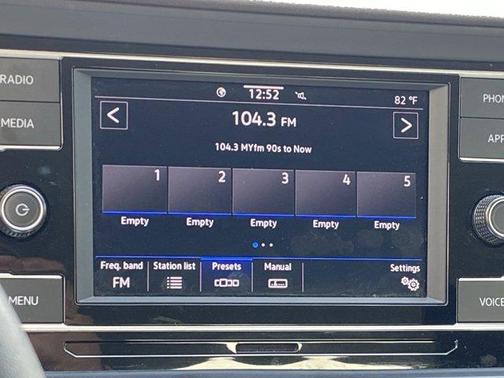 RADIO
MEDIA
MENU
12:52
82 °F
104.3 FM
104.3 MYfm 90s to Now
1 2 3 4 5
Empty Empty Empty Empty Empty
Freq. band Station list Presets Manual Settings
FM
PHON
APP
VOICE